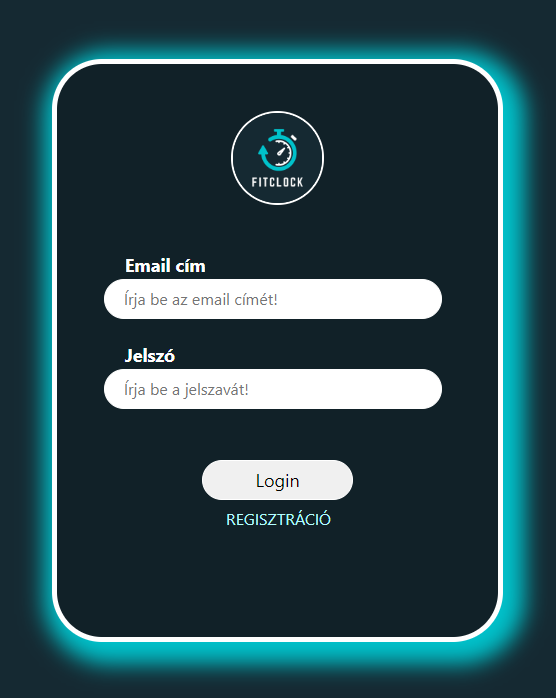 FITCLOCK
Email cím
Írja be az email címét!
Jelszó
Írja be a jelszavát!
Login
REGISZTRÁCIÓ